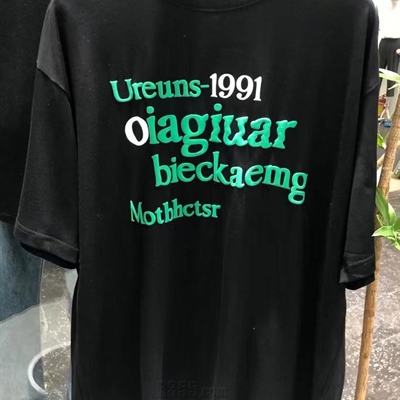 Ureuns-1991
oiagiuar
bieckaemg
Motbhctsr